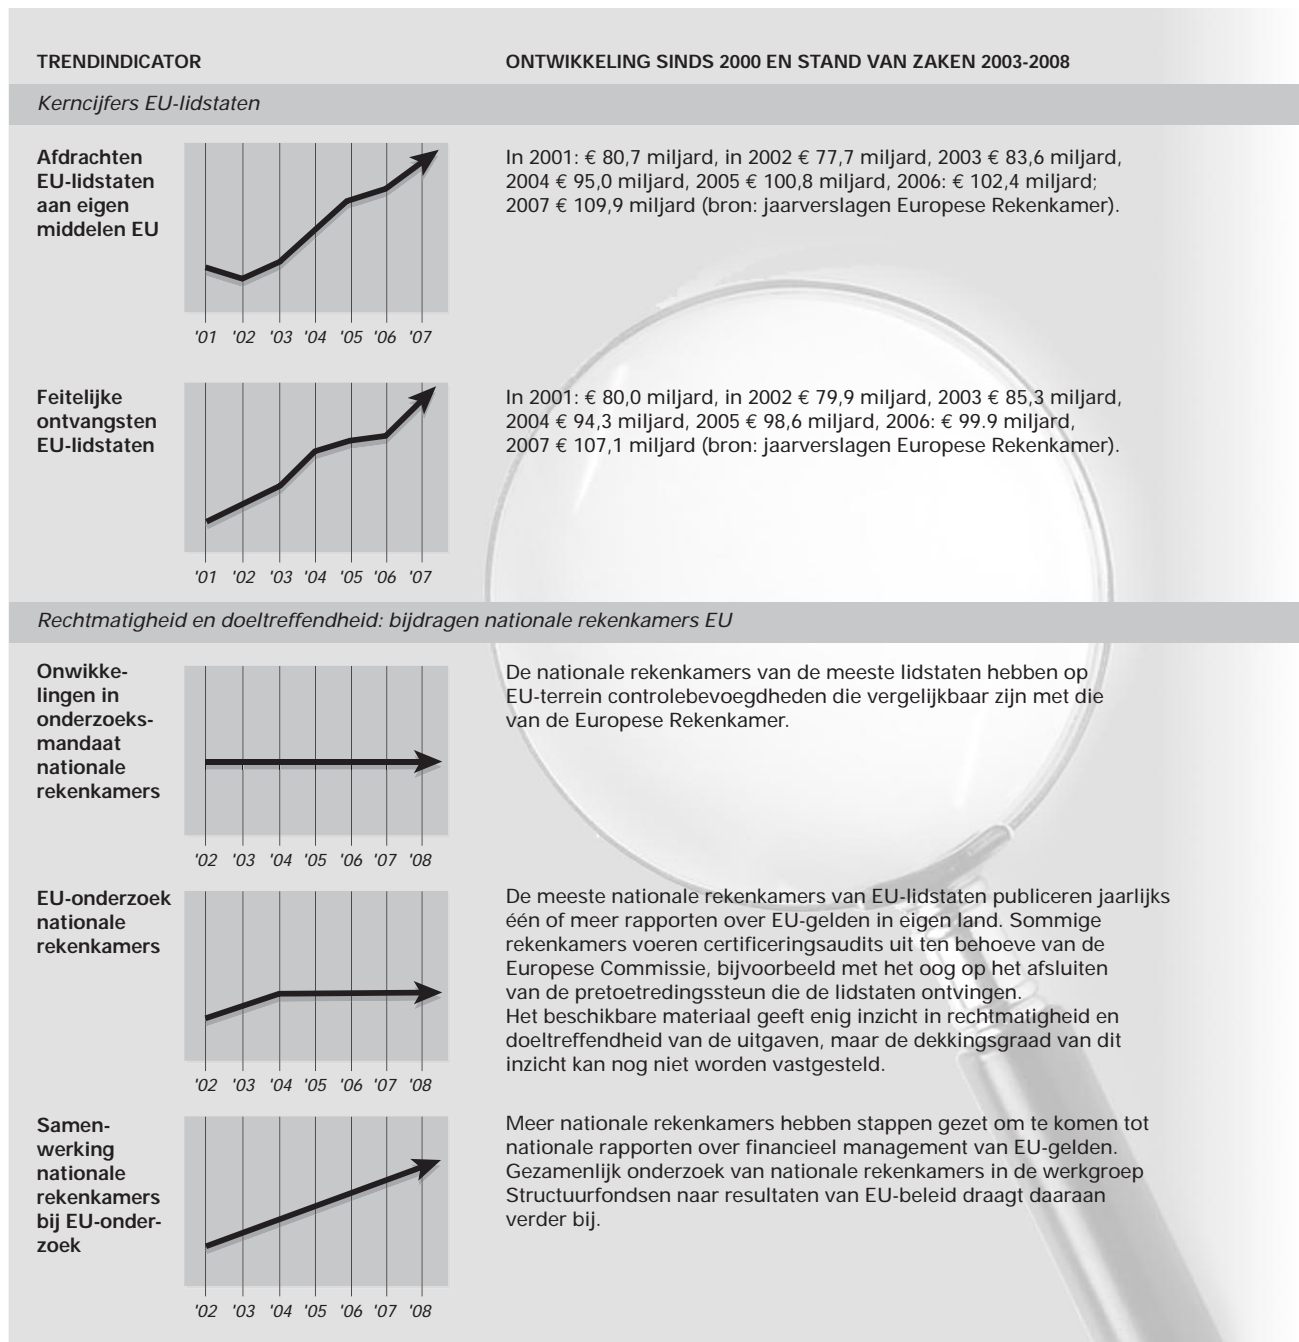 TRENDINDICATOR
ONTWIKKELING SINDS 2000 EN STAND VAN ZAKEN 2003-2008
Kerncijfers EU-lidstaten
Afdrachten
EU-lidstaten
aan eigen
middelen EU
'01 '02 '03 '04 '05 '06 '07
In 2001: € 80,7 miljard, in 2002 € 77,7 miljard, 2003 € 83,6 miljard,
2004 € 95,0 miljard, 2005 € 100,8 miljard, 2006: € 102,4 miljard;
2007 € 109,9 miljard (bron: jaarverslagen Europese Rekenkamer).
Feitelijke
ontvangsten
EU-lidstaten
'01 '02 '03 '04 '05 '06 '07
In 2001: € 80,0 miljard, in 2002 € 79,9 miljard, 2003 € 85,3 miljard,
2004 € 94,3 miljard, 2005 € 98,6 miljard, 2006: € 99.9 miljard,
2007 € 107,1 miljard (bron: jaarverslagen Europese Rekenkamer).
Rechtmatigheid en doeltreffendheid: bijdragen nationale rekenkamers EU
Onwikke-
lingen in
onderzoeks-
mandaat
nationale
rekenkamers
'02 '03 '04 '05 '06 '07 '08
De nationale rekenkamers van de meeste lidstaten hebben op
EU-terrein controlebevoegdheden die vergelijkbaar zijn met die
van de Europese Rekenkamer.
EU-onderzoek
nationale
rekenkamers
'02 '03 '04 '05 '06 '07 '08
De meeste nationale rekenkamers van EU-lidstaten publiceren jaarlijks
één of meer rapporten over EU-gelden in eigen land. Sommige
rekenkamers voeren certificeringsaudits uit ten behoeve van de
Europese Commissie, bijvoorbeeld met het oog op het afsluiten
van de pretoetredingssteun die de lidstaten ontvingen.
Het beschikbare materiaal geeft enig inzicht in rechtmatigheid en
doeltreffendheid van de uitgaven, maar de dekkingsgraad van dit
inzicht kan nog niet worden vastgesteld.
Samen-
werking
nationale
rekenkamers
bij EU-onder-
zoek
'02 '03 '04 '05 '06 '07 '08
Meer nationale rekenkamers hebben stappen gezet om te komen tot
nationale rapporten over financieel management van EU-gelden.
Gezamenlijk onderzoek van nationale rekenkamers in de werkgroep
Structuurfondsen naar resultaten van EU-beleid draagt daaraan
verder bij.